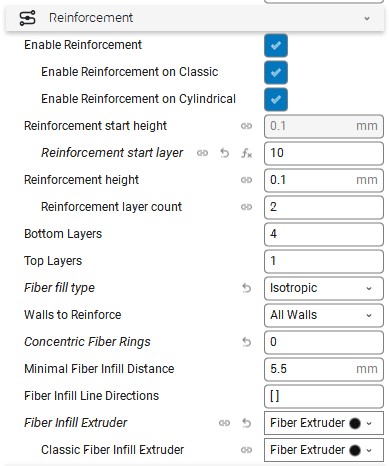 Reinforcement
Enable Reinforcement
Enable Reinforcement on Classic
Enable Reinforcement on Cylindrical
Reinforcement start height 0.1 mm
Reinforcement start layer fx 10
Reinforcement height 0.1 mm
Reinforcement layer count 2
Bottom Layers 4
Top Layers 1
Fiber fill type Isotropic
Walls to Reinforce All Walls
Concentric Fiber Rings 0
Minimal Fiber Infill Distance 5.5 mm
Fiber Infill Line Directions []
Fiber Infill Extruder Fiber Extruder
Classic Fiber Infill Extruder Fiber Extruder